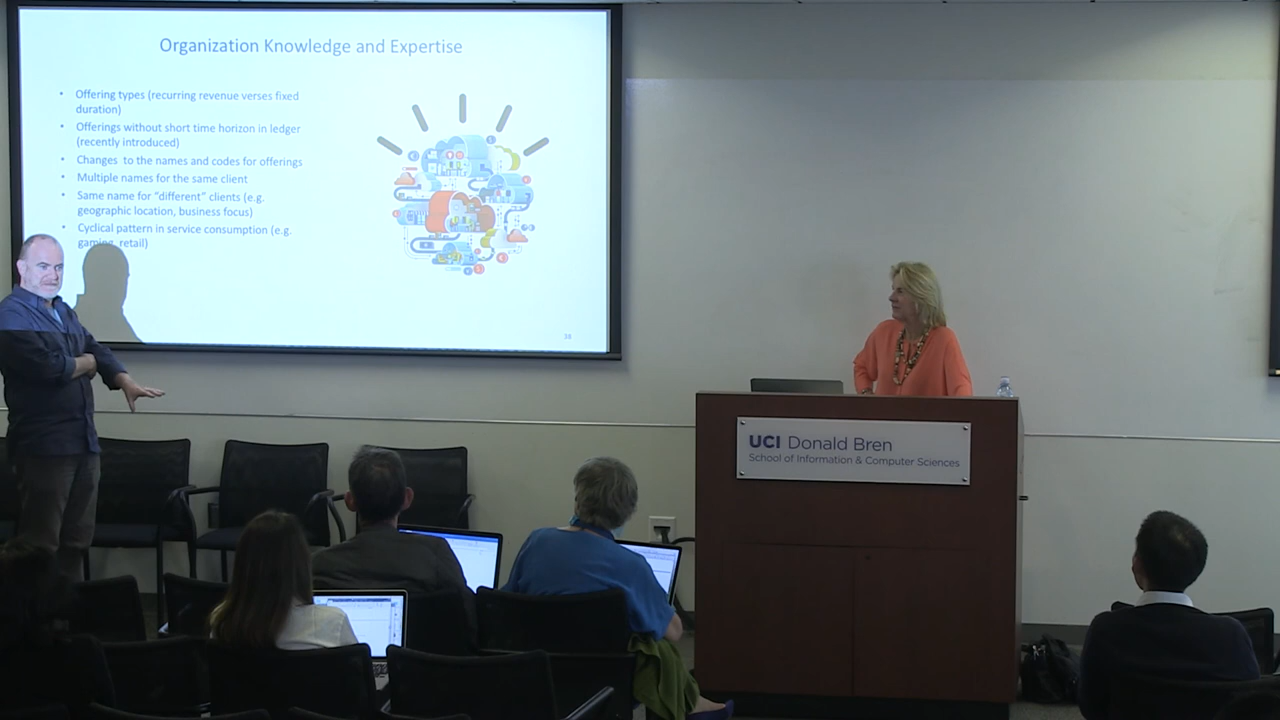 Organization Knowledge and Expertise
• Offering types (recurring revenue verses fixed
duration)
• Offerings without short time horizon in ledger
(recently introduced)
• Changes to the names and codes for offerings
• Multiple names for the same client
• Same name for "different" clients (e.g.
geographic location, business focus)
• Cyclical pattern in service consumption (e.g.
gaming, retail)
38
UCI Donald Bren
School of Information & Computer Sciences